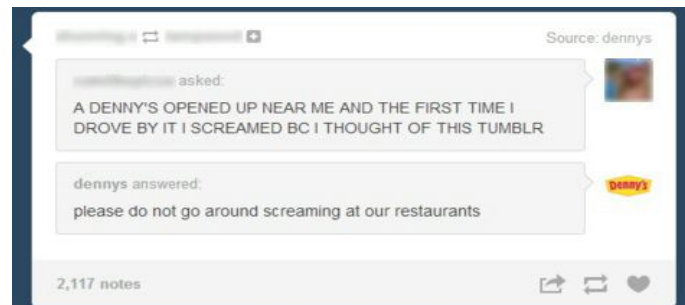 Source: dennys
asked:
A DENNY'S OPENED UP NEAR ME AND THE FIRST TIME I
DROVE BY IT I SCREAMED BC I THOUGHT OF THIS TUMBLR
dennys answered:
Denny's
please do not go around screaming at our restaurants
2,117 notes